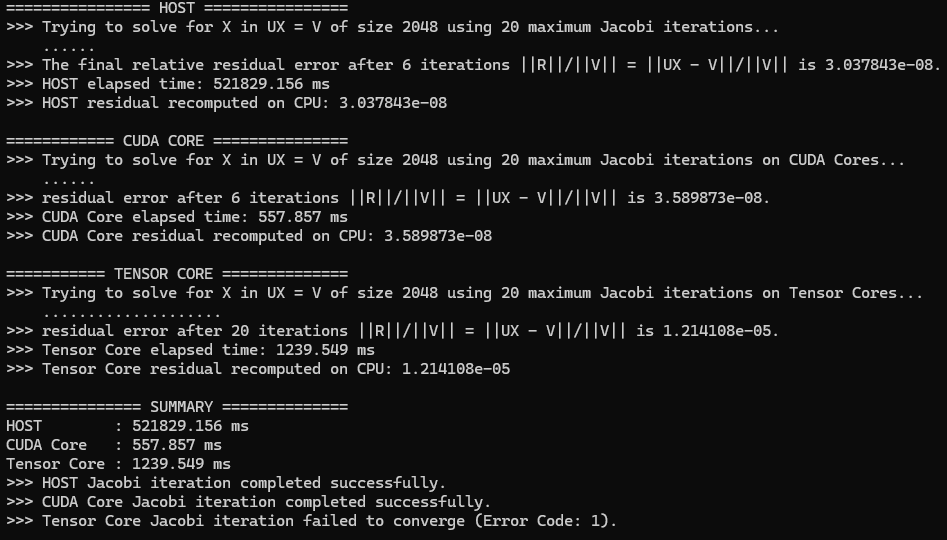 ================ HOST ================
>>> Trying to solve for X in UX = V of size 2048 using 20 maximum Jacobi iterations...
    ......
>>> The final relative residual error after 6 iterations ||R||/||V|| = ||UX - V||/||V|| is 3.037843e-08.
>>> HOST elapsed time: 521829.156 ms
>>> HOST residual recomputed on CPU: 3.037843e-08

============ CUDA CORE ===============
>>> Trying to solve for X in UX = V of size 2048 using 20 maximum Jacobi iterations on CUDA Cores...
    ......
>>> residual error after 6 iterations ||R||/||V|| = ||UX - V||/||V|| is 3.589873e-08.
>>> CUDA Core elapsed time: 557.857 ms
>>> CUDA Core residual recomputed on CPU: 3.589873e-08

=========== TENSOR CORE ==============
>>> Trying to solve for X in UX = V of size 2048 using 20 maximum Jacobi iterations on Tensor Cores...
    ....................
>>> residual error after 20 iterations ||R||/||V|| = ||UX - V||/||V|| is 1.214108e-05.
>>> Tensor Core elapsed time: 1239.549 ms
>>> Tensor Core residual recomputed on CPU: 1.214108e-05

=============== SUMMARY ==============
HOST        : 521829.156 ms
CUDA Core   : 557.857 ms
Tensor Core : 1239.549 ms
>>> HOST Jacobi iteration completed successfully.
>>> CUDA Core Jacobi iteration completed successfully.
>>> Tensor Core Jacobi iteration failed to converge (Error Code: 1).